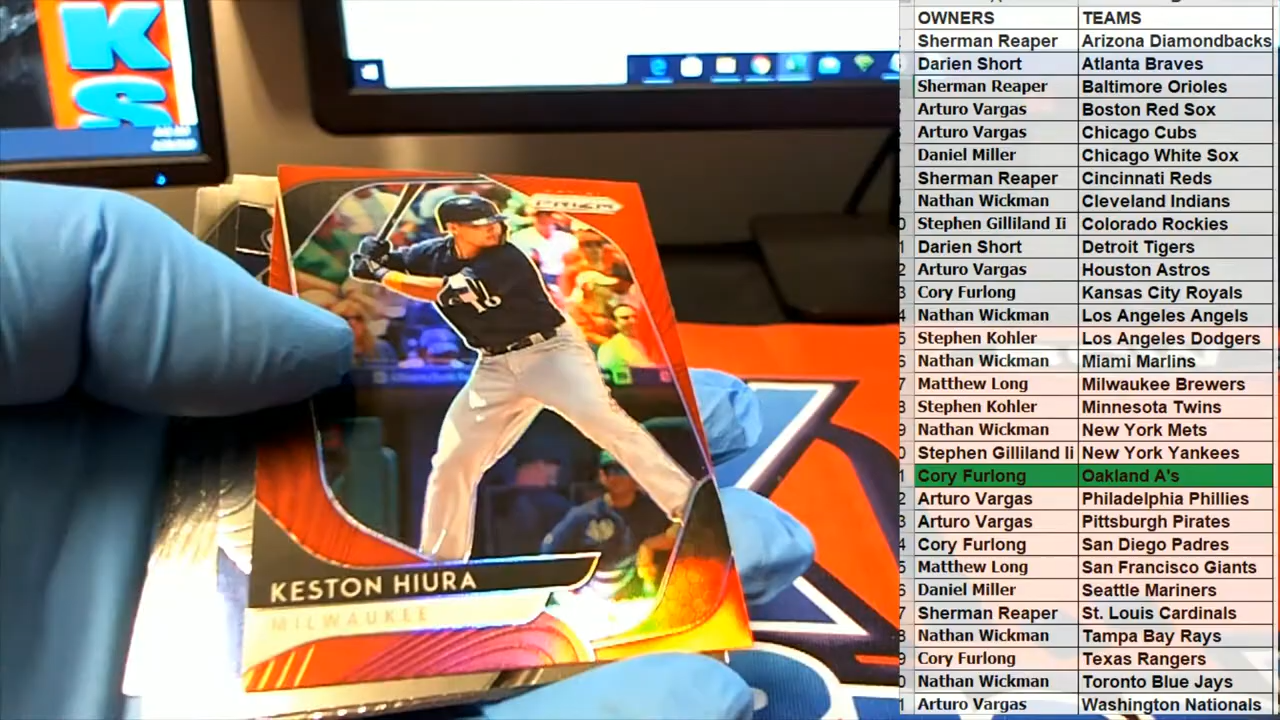 KS
PRIZM
KESTON HIURA
MILWAUKEE
OWNERS TEAMS
Sherman Reaper Arizona Diamondbacks
Darien Short Atlanta Braves
Sherman Reaper Baltimore Orioles
Arturo Vargas Boston Red Sox
Arturo Vargas Chicago Cubs
Daniel Miller Chicago White Sox
Sherman Reaper Cincinnati Reds
Nathan Wickman Cleveland Indians
Stephen Gilliland Ii Colorado Rockies
Darien Short Detroit Tigers
Arturo Vargas Houston Astros
Cory Furlong Kansas City Royals
Nathan Wickman Los Angeles Angels
Stephen Kohler Los Angeles Dodgers
Nathan Wickman Miami Marlins
Matthew Long Milwaukee Brewers
Stephen Kohler Minnesota Twins
Nathan Wickman New York Mets
Stephen Gilliland Ii New York Yankees
Cory Furlong Oakland A's
Arturo Vargas Philadelphia Phillies
Arturo Vargas Pittsburgh Pirates
Cory Furlong San Diego Padres
Matthew Long San Francisco Giants
Daniel Miller Seattle Mariners
Sherman Reaper St. Louis Cardinals
Nathan Wickman Tampa Bay Rays
Cory Furlong Texas Rangers
Nathan Wickman Toronto Blue Jays
Arturo Vargas Washington Nationals